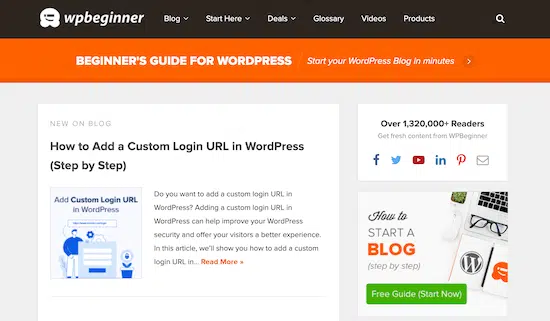 wpbeginner
Blog
Start Here
Deals
Glossary
Videos
Products
BEGINNER'S GUIDE FOR WORDPRESS
Start your WordPress Blog in minutes
NEW ON BLOG
How to Add a Custom Login URL in WordPress
(Step by Step)
Add Custom Login URL
in WordPress
Do you want to add a custom login URL in
WordPress? Adding a custom login URL in
WordPress can help improve your WordPress
security and offer your visitors a better experience.
In this article, we'll show you how to add a custom
login URL in... Read More »
Over 1,320,000+ Readers
Get fresh content from WPBeginner
How to
START A
BLOG
(step by step)
Free Guide (Start Now)